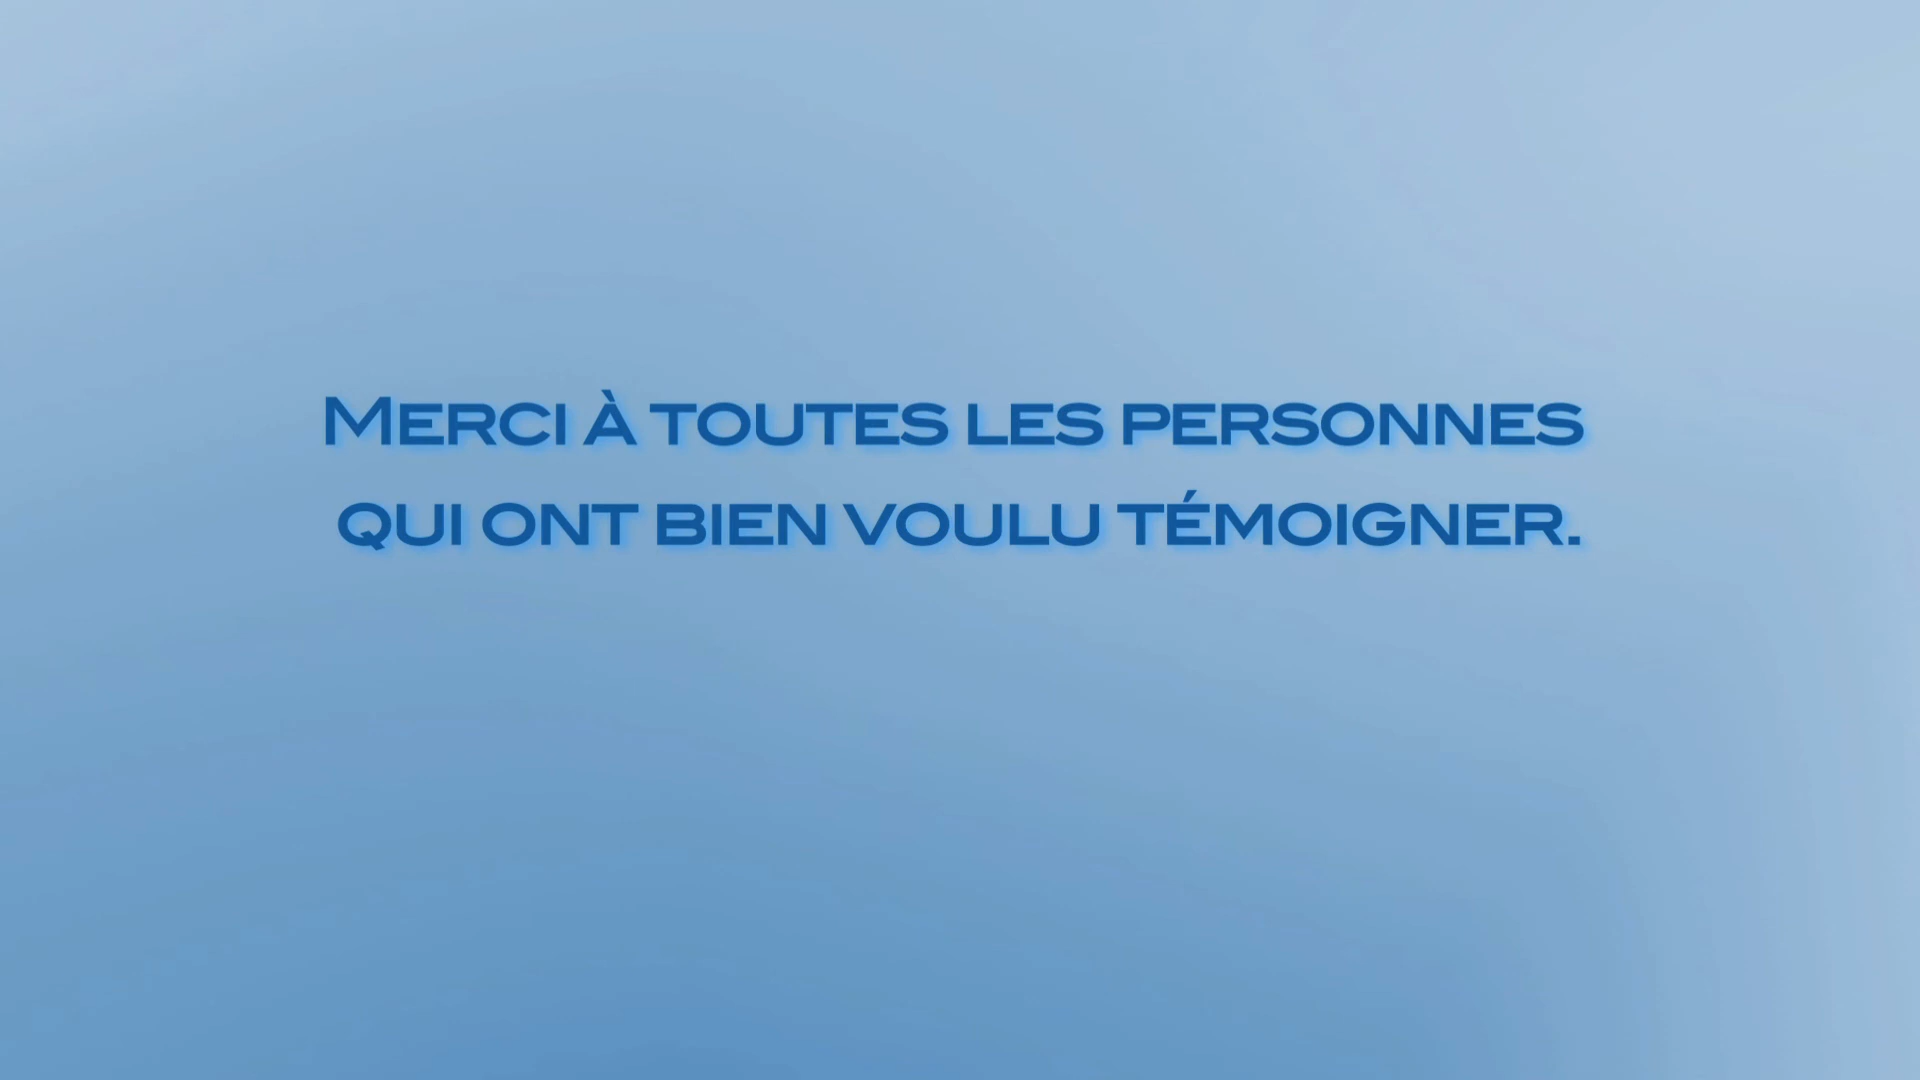 Merci à toutes les personnes
qui ont bien voulu témoigner.